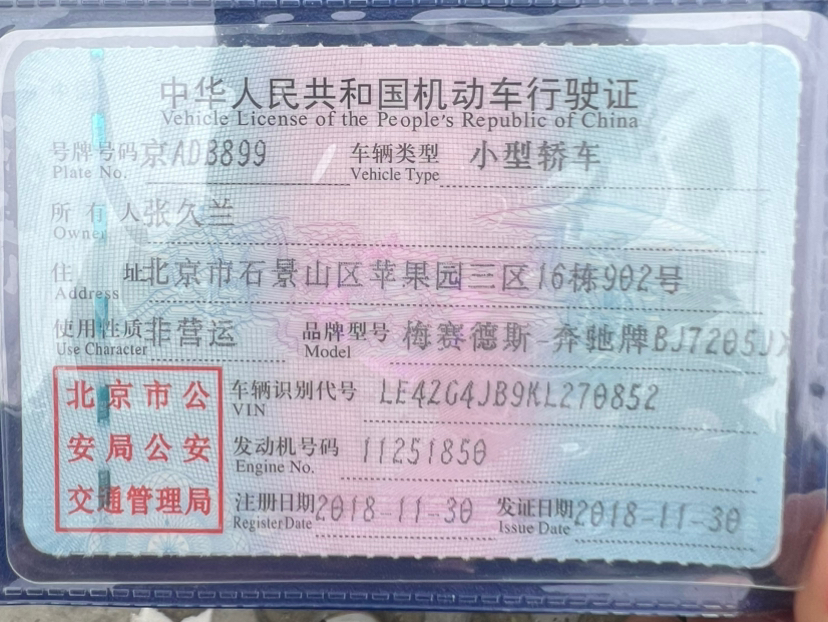 中华人民共和国机动车行驶证
Vehicle License of the People's Republic of China
号牌号码 京ADB899 车辆类型 小型轿车
Plate No. Vehicle Type
所有人 张久兰
Owner
住址 北京市石景山区苹果园三区16栋902号
Address
使用性质 非营运 品牌型号 梅赛德斯-奔驰牌BJ7205J
Use Character Model
北京市公安局公安交通管理局
车辆识别代号 LE4ZG4JB9KL270852
VIN
发动机号码 11251850
Engine No.
注册日期 2018-11-30 发证日期 2018-11-30
Register Date Issue Date